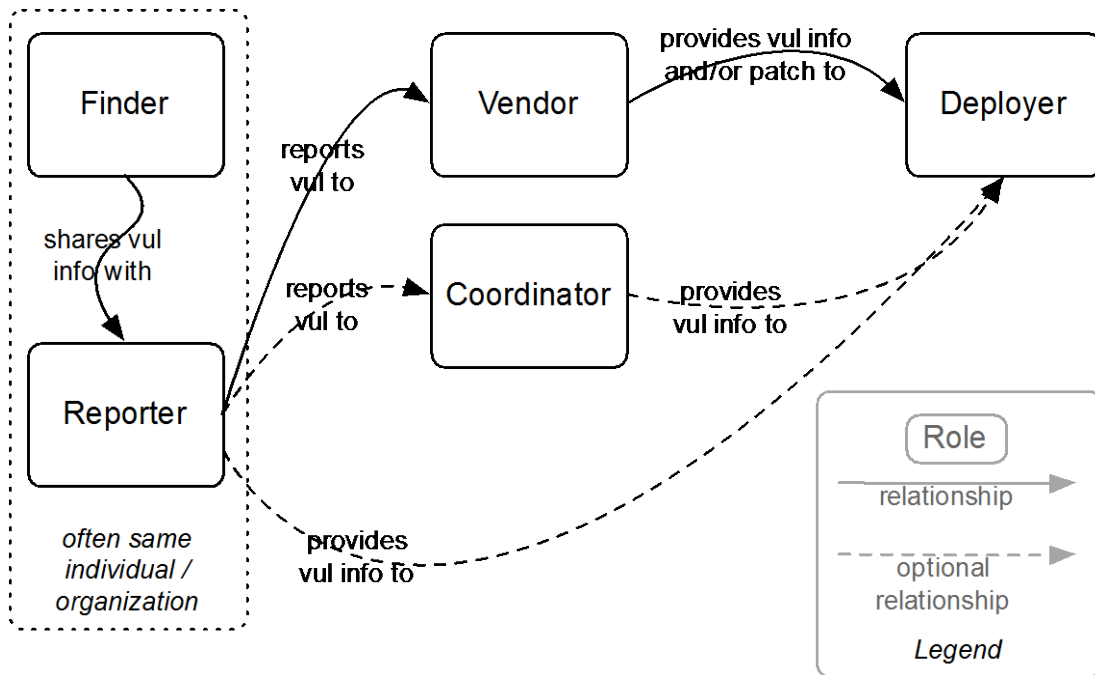 Finder
shares vul
info with
Reporter
often same
individual /
organization
reports
vul to
Vendor
provides vul info
and/or patch to
Deployer
reports
vul to
Coordinator
provides
vul info to
provides
vul info to
Role
relationship
optional
relationship
Legend